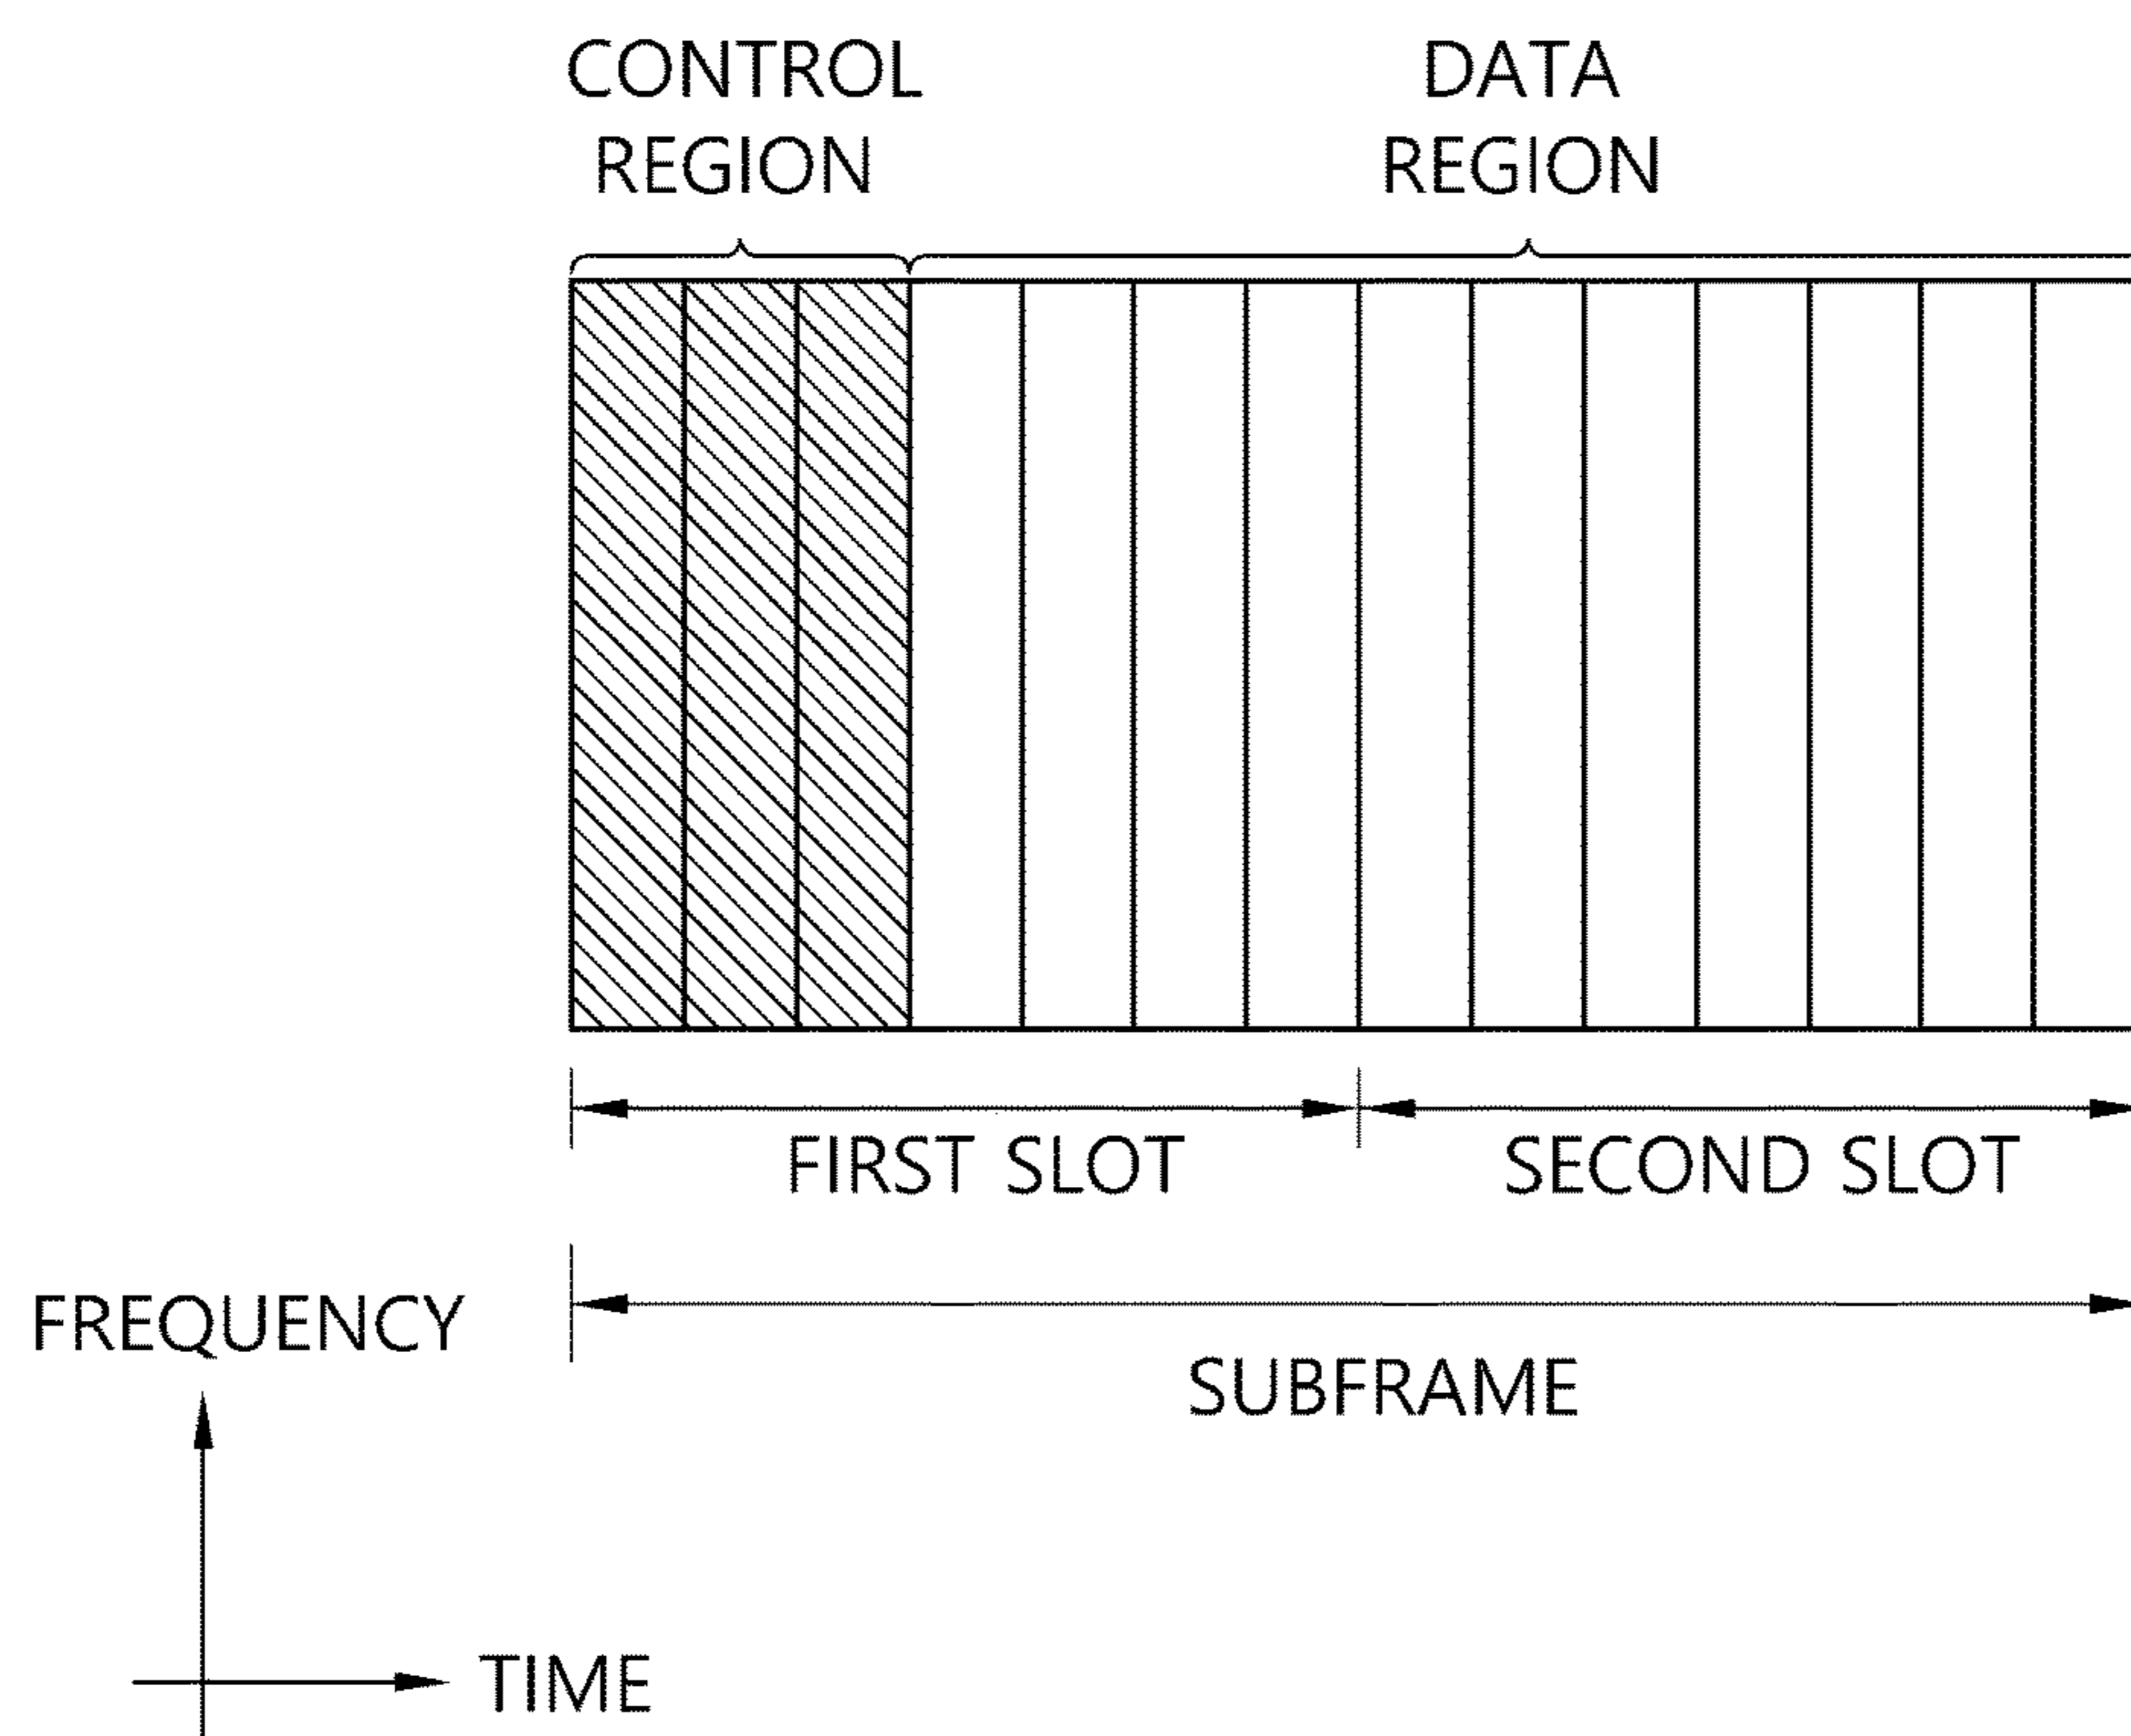 CONTROL
REGION
DATA
REGION
FIRST SLOT
SECOND SLOT
SUBFRAME
FREQUENCY
TIME